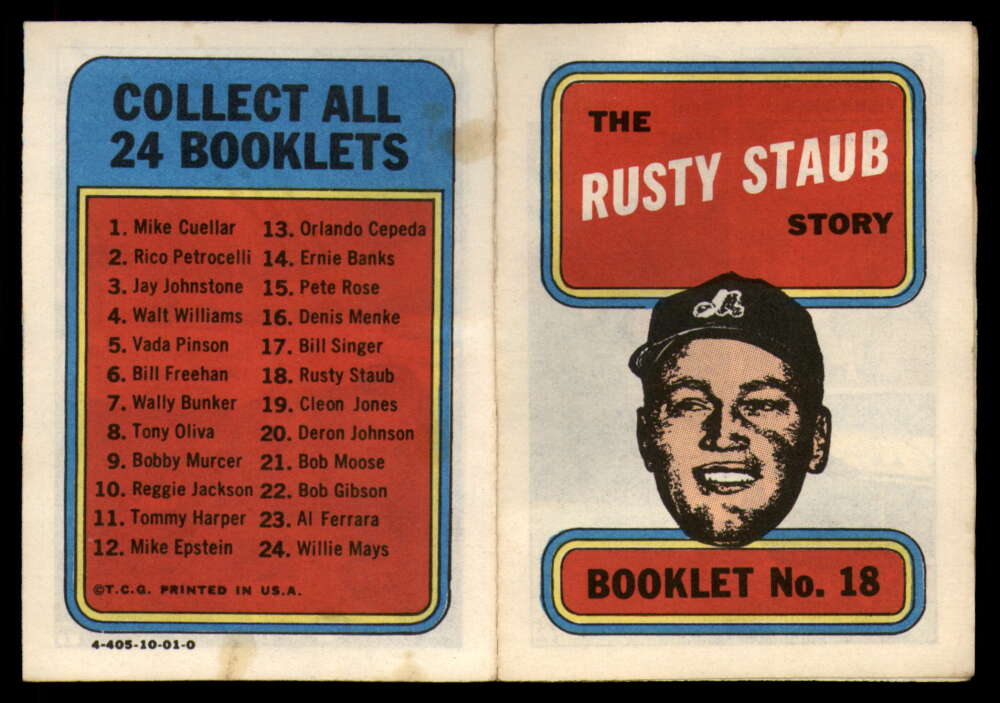 COLLECT ALL
24 BOOKLETS
1. Mike Cuellar
2. Rico Petrocelli
3. Jay Johnstone
4. Walt Williams
5. Vada Pinson
6. Bill Freehan
7. Wally Bunker
8. Tony Oliva
9. Bobby Murcer
10. Reggie Jackson
11. Tommy Harper
12. Mike Epstein
13. Orlando Cepeda
14. Ernie Banks
15. Pete Rose
16. Denis Menke
17. Bill Singer
18. Rusty Staub
19. Cleon Jones
20. Deron Johnson
21. Bob Moose
22. Bob Gibson
23. Al Ferrara
24. Willie Mays
©T.C.G. PRINTED IN U.S.A.
4-405-10-01-0
THE
RUSTY STAUB
STORY
BOOKLET No. 18